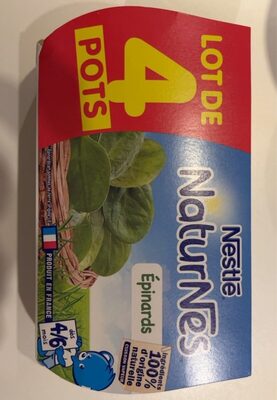 LOT DE
4
POTS
Nestlé
NATURNES
Épinards
PRODUIT EN FRANCE
dès
4/6
mois
Ingrédients
100%
d'origine
naturelle